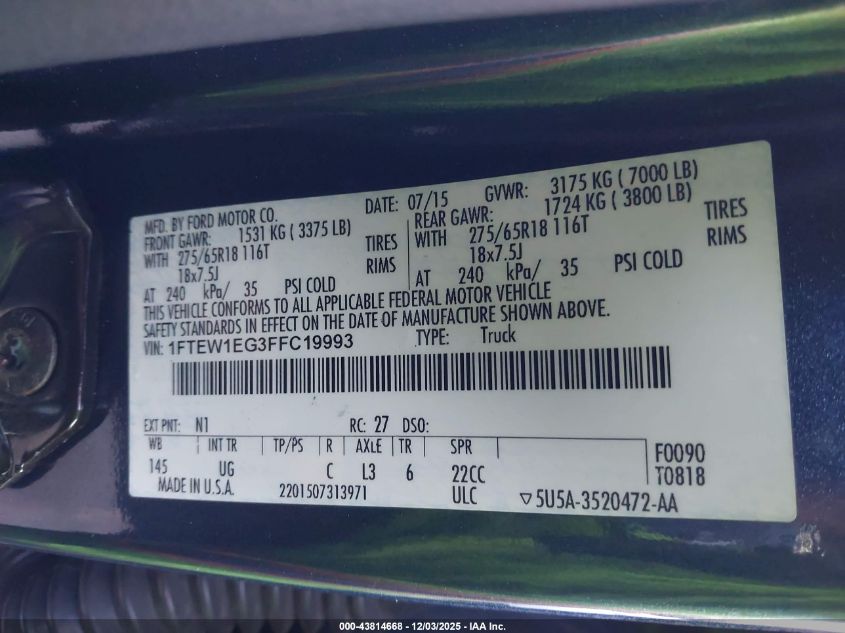 MFD. BY FORD MOTOR CO. DATE: 07/15 GVWR: 3175 KG ( 7000 LB)
FRONT GAWR: 1531 KG ( 3375 LB) REAR GAWR: 1724 KG ( 3800 LB)
WITH 275/65R18 116T TIRES WITH 275/65R18 116T TIRES
18x7.5J RIMS 18x7.5J RIMS
AT 240 kPa/ 35 PSI COLD AT 240 kPa/ 35 PSI COLD
THIS VEHICLE CONFORMS TO ALL APPLICABLE FEDERAL MOTOR VEHICLE
SAFETY STANDARDS IN EFFECT ON THE DATE OF MANUFACTURE SHOWN ABOVE.
VIN: 1FTEW1EG3FFC19993 TYPE: Truck
EXT PNT: N1 RC: 27 DSO:
WB INT TR TP/PS R AXLE TR SPR F0090
145 UG C L3 6 22CC T0818
MADE IN U.S.A. 2201507313971 ULC ▽5U5A-3520472-AA
000-43814668 - 12/03/2025 - IAA Inc.